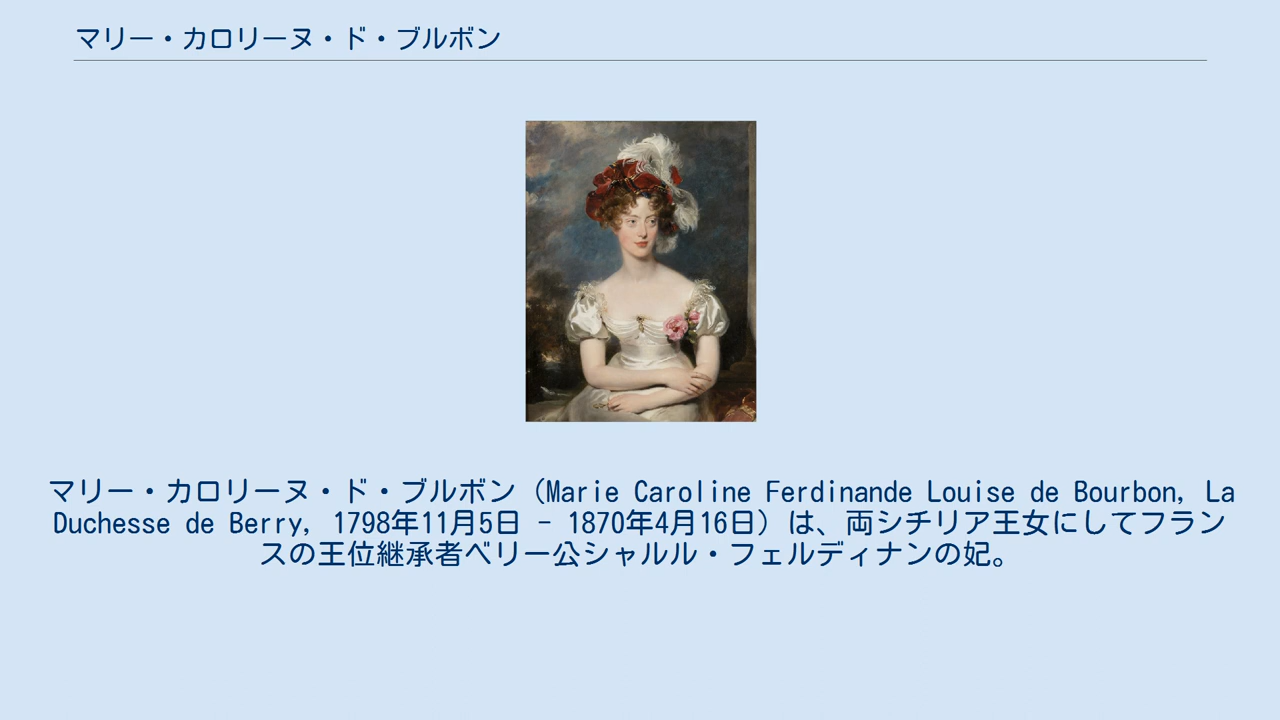 マリー・カロリーヌ・ド・ブルボン
マリー・カロリーヌ・ド・ブルボン（Marie Caroline Ferdinande Louise de Bourbon, La
Duchesse de Berry, 1798年11月5日 - 1870年4月16日）は、両シチリア王女にしてフラン
スの王位継承者ベリー公シャルル・フェルディナンの妃。